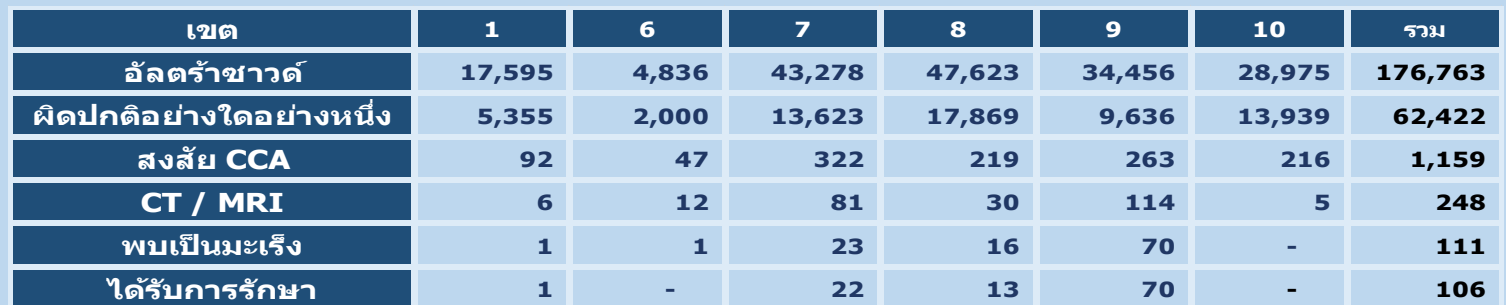 เขต 1 6 7 8 9 10 รวม
อัลตร้าซาวด์ 17,595 4,836 43,278 47,623 34,456 28,975 176,763
ผิดปกติอย่างใดอย่างหนึ่ง 5,355 2,000 13,623 17,869 9,636 13,939 62,422
สงสัย CCA 92 47 322 219 263 216 1,159
CT / MRI 6 12 81 30 114 5 248
พบเป็นมะเร็ง 1 1 23 16 70 - 111
ได้รับการรักษา 1 - 22 13 70 - 106